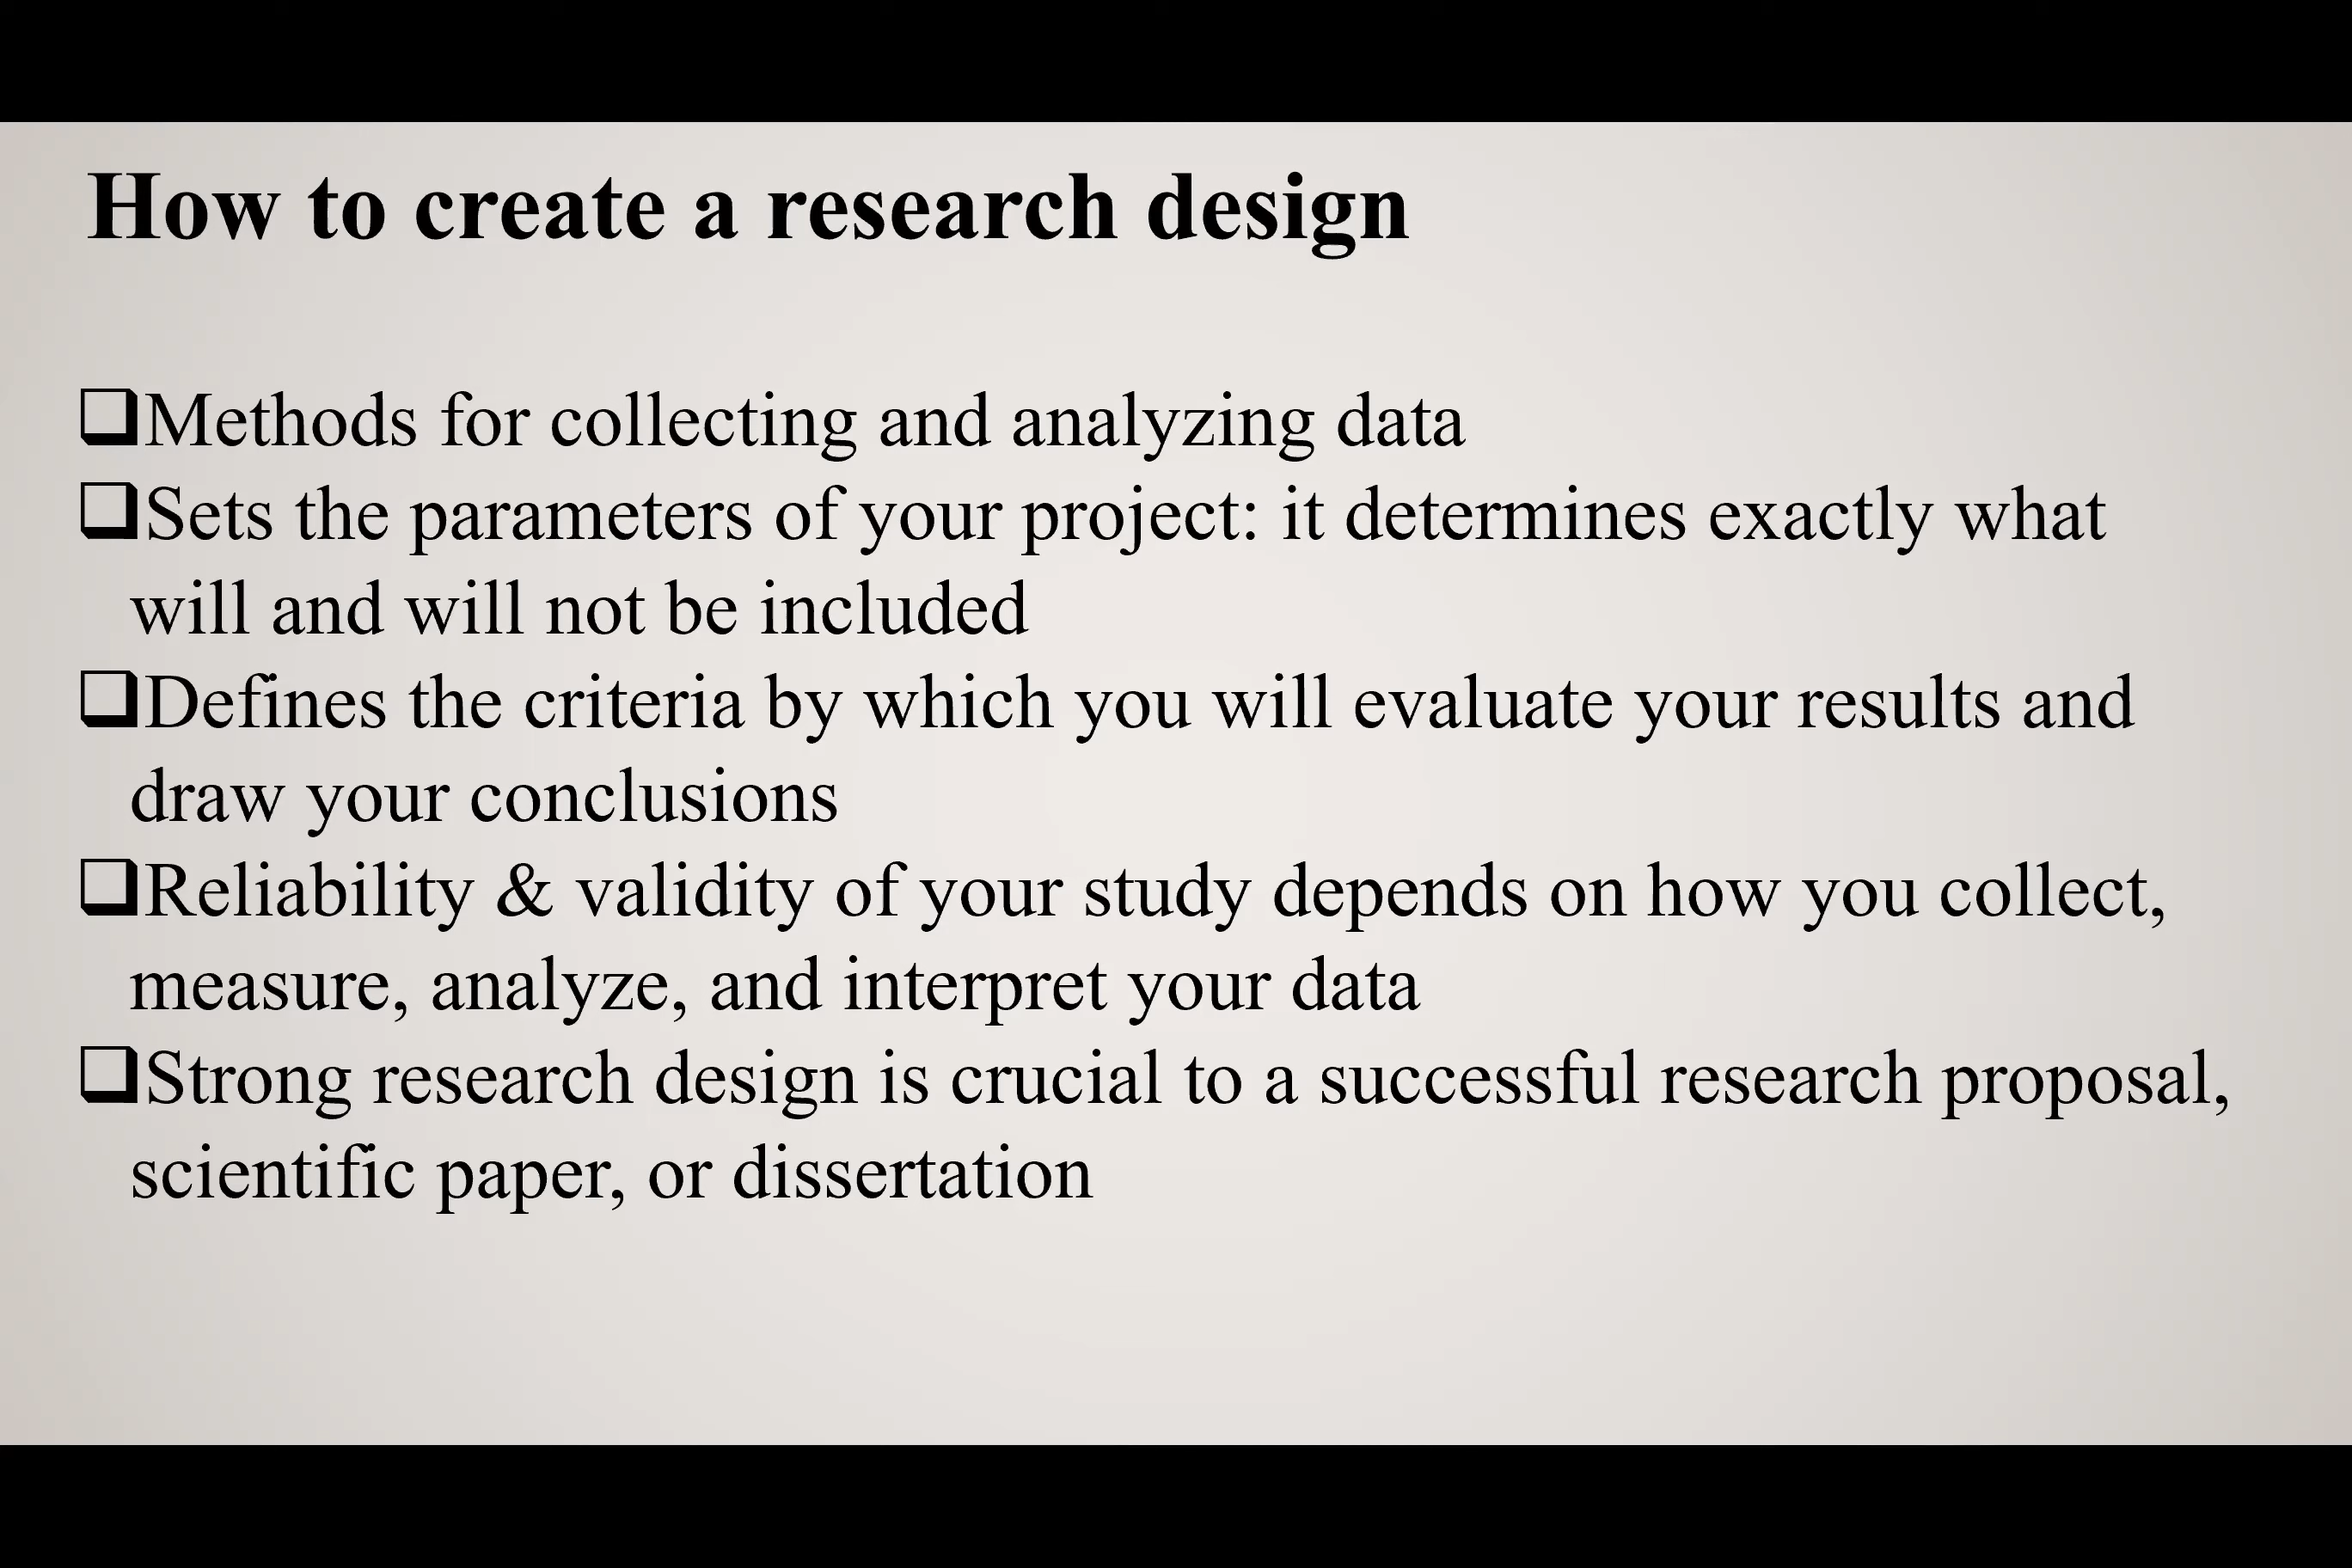 How to create a research design
❑Methods for collecting and analyzing data
❑Sets the parameters of your project: it determines exactly what
will and will not be included
❑Defines the criteria by which you will evaluate your results and
draw your conclusions
❑Reliability & validity of your study depends on how you collect,
measure, analyze, and interpret your data
❑Strong research design is crucial to a successful research proposal,
scientific paper, or dissertation